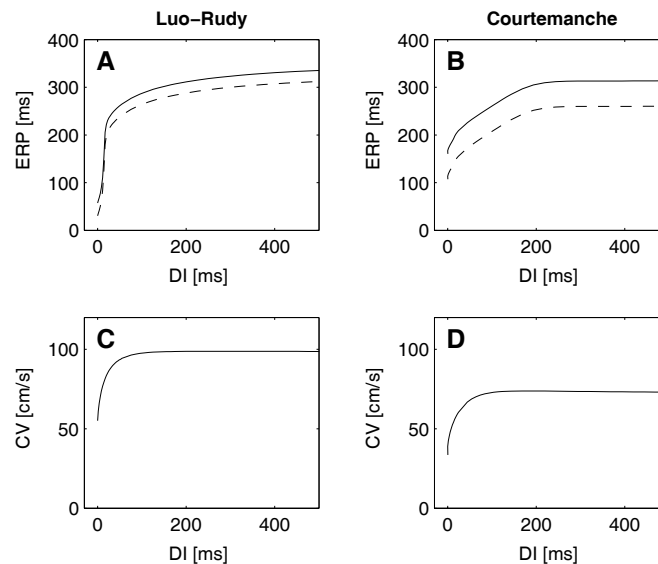 Luo−Rudy
Courtemanche
A
400
300
200
100
0
ERP [ms]
0 200 400
DI [ms]
B
400
300
200
100
0
ERP [ms]
0 200 400
DI [ms]
C
100
50
0
CV [cm/s]
0 200 400
DI [ms]
D
100
50
0
CV [cm/s]
0 200 400
DI [ms]